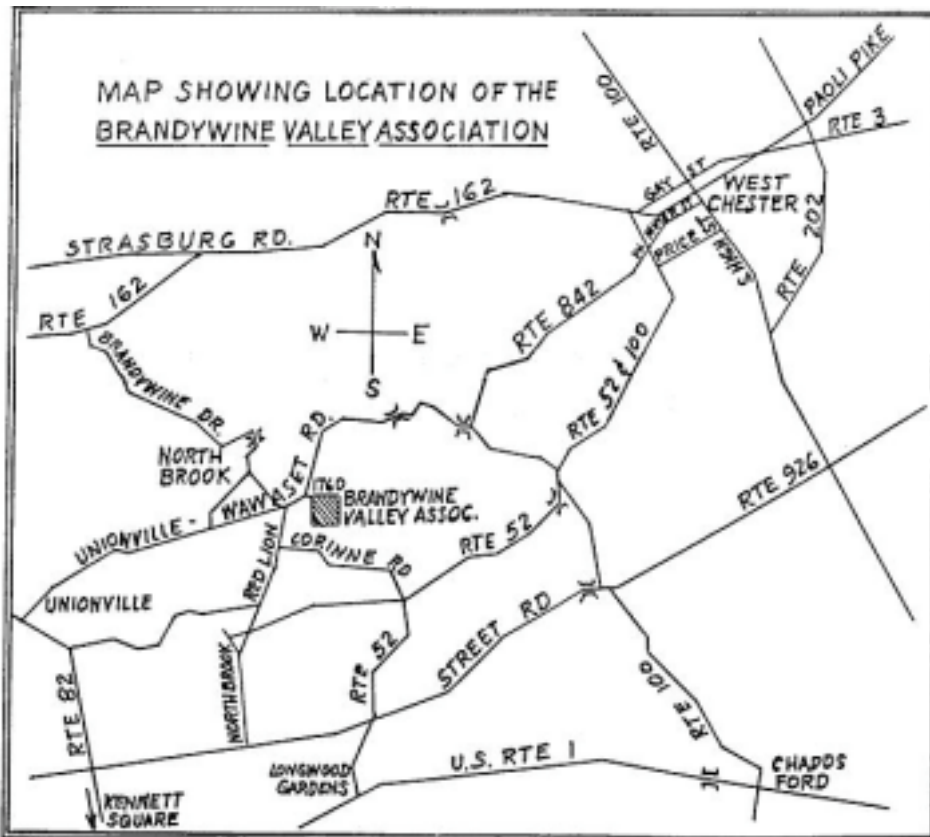 MAP SHOWING LOCATION OF THE
BRANDYWINE VALLEY ASSOCIATION
RTE 100
PAOLI PIKE
RTE 3
GAY ST
WEST
CHESTER
RTE 162
STRASBURG RD.
PRICE ST
S. HIGH
RTE 202
N
W E
S
RTE 162
RTE 842
BRANDYWINE DR.
RTE 52 & 100
NORTH
BROOK
UNIONVILLE - WAWASET RD.
1760
BRANDYWINE
VALLEY ASSOC.
RTE 926
RED LION
CORINNE RD
RTE 52
UNIONVILLE
STREET RD
RTE 82
NORTHBROOK
RTE 52
RTE 100
LONGWOOD
GARDENS
U.S. RTE 1
CHADDS
FORD
KENNETT
SQUARE